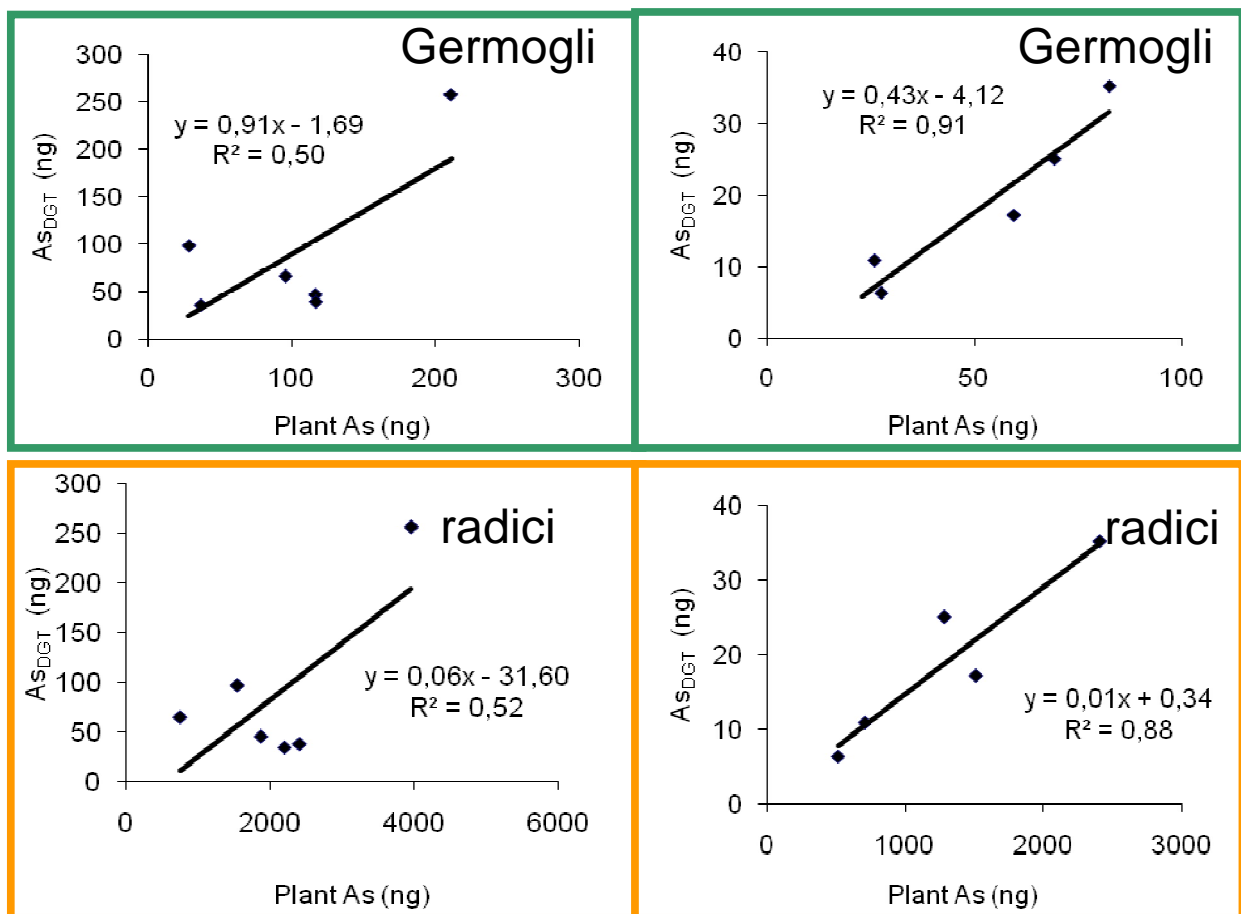 Germogli
300
250
200
150
100
50
0
As_DGT (ng)
y = 0,91x - 1,69
R² = 0,50
0 100 200 300
Plant As (ng)
Germogli
40
30
20
10
0
As_DGT (ng)
y = 0,43x - 4,12
R² = 0,91
0 50 100
Plant As (ng)
radici
300
250
200
150
100
50
0
As_DGT (ng)
y = 0,06x - 31,60
R² = 0,52
0 2000 4000 6000
Plant As (ng)
radici
40
30
20
10
0
As_DGT (ng)
y = 0,01x + 0,34
R² = 0,88
0 1000 2000 3000
Plant As (ng)